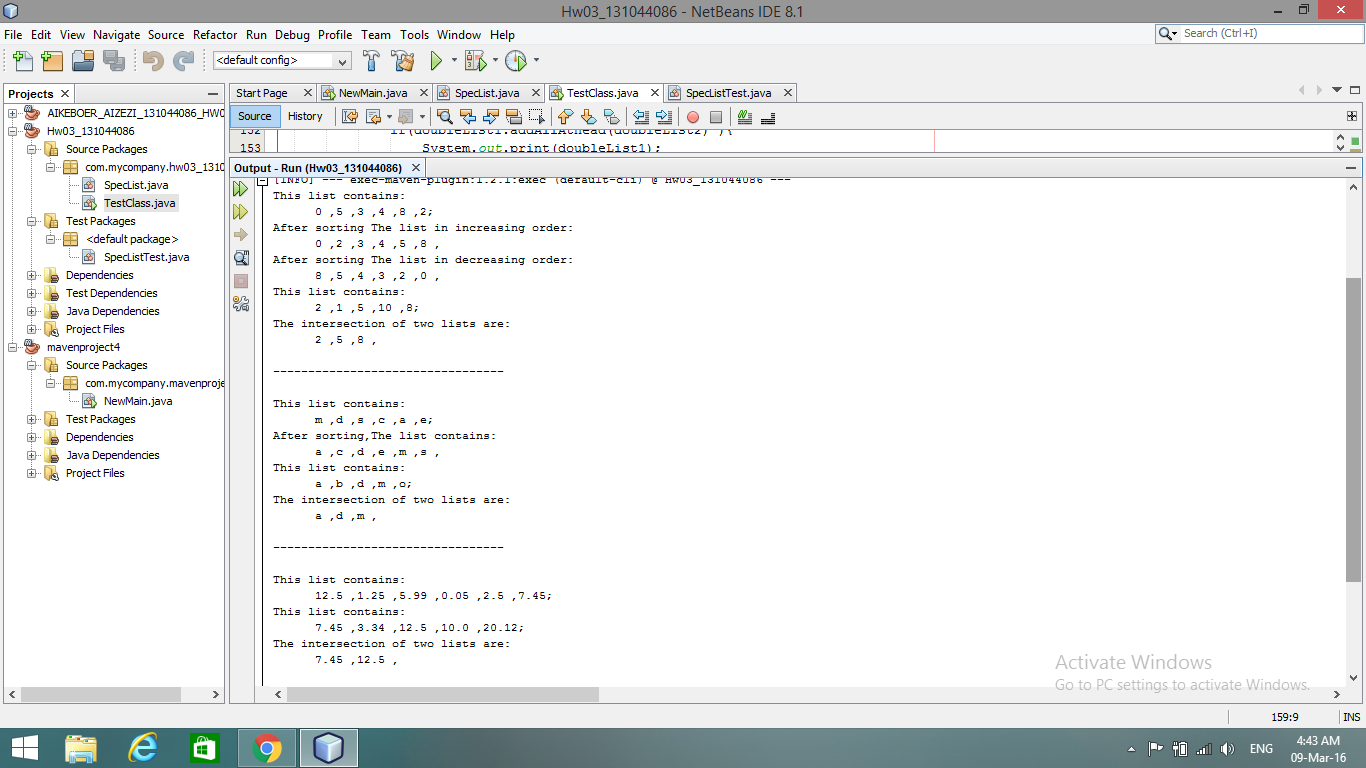 Hw03_131044086 - NetBeans IDE 8.1
File Edit View Navigate Source Refactor Run Debug Profile Team Tools Window Help
Search (Ctrl+I)
<default config>
Projects
AIKEBOER_AIZEZI_131044086_HW0
Hw03_131044086
Source Packages
com.mycompany.hw03_1310
SpecList.java
TestClass.java
Test Packages
<default package>
SpecListTest.java
Dependencies
Test Dependencies
Java Dependencies
Project Files
mavenproject4
Source Packages
com.mycompany.mavenproje
NewMain.java
Test Packages
Dependencies
Java Dependencies
Project Files
Start Page NewMain.java SpecList.java TestClass.java SpecListTest.java
Source History
152 if(doubleList1.addAllAtHead(doubleList2) ){
153 System.out.print(doubleList1);
Output - Run (Hw03_131044086)
[INFO] --- exec-maven-plugin:1.2.1:exec (default-cli) @ Hw03_131044086 ---
This list contains:
0 ,5 ,3 ,4 ,8 ,2;
After sorting The list in increasing order:
0 ,2 ,3 ,4 ,5 ,8 ,
After sorting The list in decreasing order:
8 ,5 ,4 ,3 ,2 ,0 ,
This list contains:
2 ,1 ,5 ,10 ,8;
The intersection of two lists are:
2 ,5 ,8 ,
---------------------------------
This list contains:
m ,d ,s ,c ,a ,e;
After sorting,The list contains:
a ,c ,d ,e ,m ,s ,
This list contains:
a ,b ,d ,m ,o;
The intersection of two lists are:
a ,d ,m ,
---------------------------------
This list contains:
12.5 ,1.25 ,5.99 ,0.05 ,2.5 ,7.45;
This list contains:
7.45 ,3.34 ,12.5 ,10.0 ,20.12;
The intersection of two lists are:
7.45 ,12.5 ,
Activate Windows
Go to PC settings to activate Windows.
159:9 INS
ENG
4:43 AM
09-Mar-16